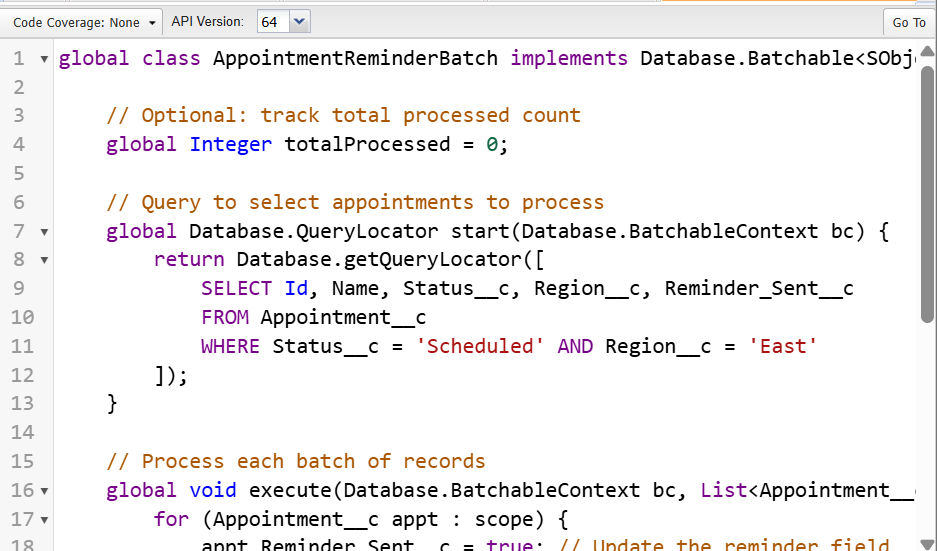 Code Coverage: None API Version: 64 Go To
1 global class AppointmentReminderBatch implements Database.Batchable<SObj
2
3 // Optional: track total processed count
4 global Integer totalProcessed = 0;
5
6 // Query to select appointments to process
7 global Database.QueryLocator start(Database.BatchableContext bc) {
8 return Database.getQueryLocator([
9 SELECT Id, Name, Status__c, Region__c, Reminder_Sent__c
10 FROM Appointment__c
11 WHERE Status__c = 'Scheduled' AND Region__c = 'East'
12 ]);
13 }
14
15 // Process each batch of records
16 global void execute(Database.BatchableContext bc, List<Appointment__c
17 for (Appointment__c appt : scope) {
18 appt.Reminder_Sent__c = true; // Update the reminder field